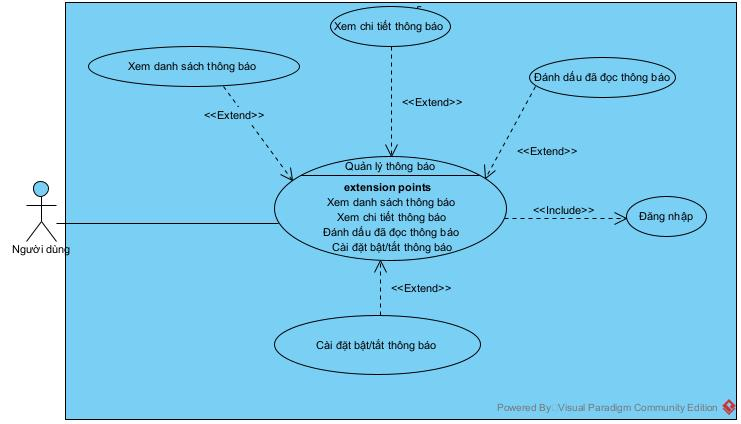 Xem chi tiết thông báo
Xem danh sách thông báo
Đánh dấu đã đọc thông báo
<<Extend>>
<<Extend>>
<<Extend>>
Quản lý thông báo
extension points
Xem danh sách thông báo
Xem chi tiết thông báo
Đánh dấu đã đọc thông báo
Cài đặt bật/tắt thông báo
<<Include>>
Đăng nhập
Người dùng
<<Extend>>
Cài đặt bật/tắt thông báo
Powered By: Visual Paradigm Community Edition